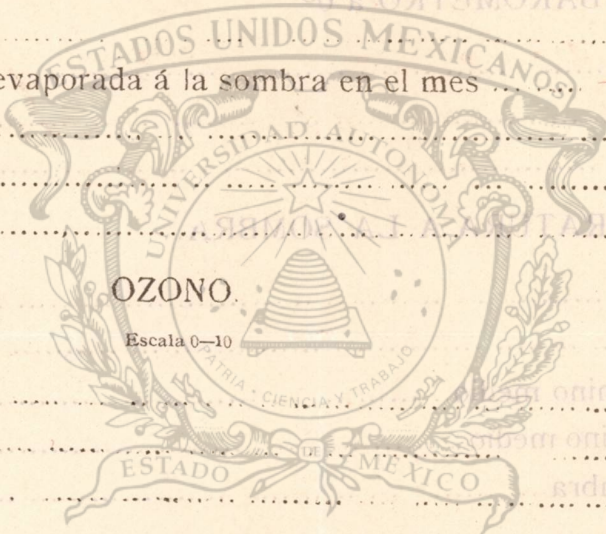 ESTADOS UNIDOS MEXICANOS
evaporada á la sombra en el mes
UNIVERSIDAD AUTONOMA
OZONO.
Escala 0—10
PATRIA · CIENCIA Y TRABAJO
ESTADO DE MÉXICO